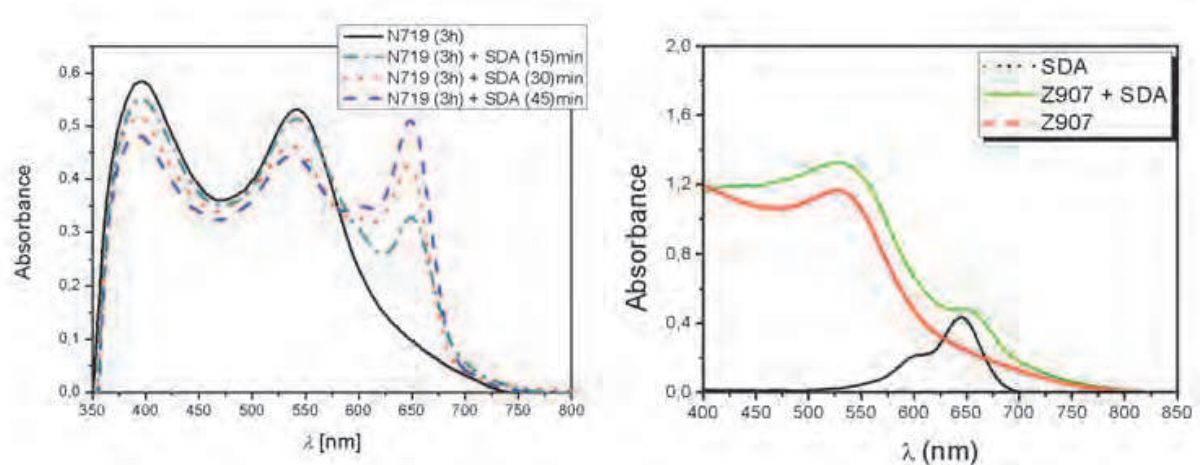 N719 (3h)
N719 (3h) + SDA (15)min
N719 (3h) + SDA (30)min
N719 (3h) + SDA (45)min
0.6
0.5
0.4
0.3
0.2
0.1
0.0
Absorbance
350 400 450 500 550 600 650 700 750 800
λ [nm]
SDA
Z907 + SDA
Z907
2.0
1.6
1.2
0.8
0.4
0.0
Absorbance
400 450 500 550 600 650 700 750 800 850
λ (nm)